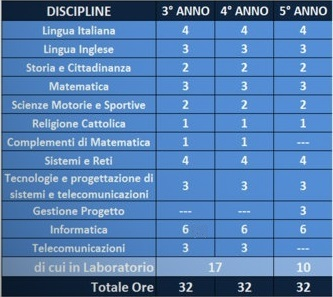 DISCIPLINE 3° ANNO 4° ANNO 5° ANNO
Lingua Italiana 4 4 4
Lingua Inglese 3 3 3
Storia e Cittadinanza 2 2 2
Matematica 3 3 3
Scienze Motorie e Sportive 2 2 2
Religione Cattolica 1 1 1
Complementi di Matematica 1 1 ---
Sistemi e Reti 4 4 4
Tecnologie e progettazione di
sistemi e telecomunicazioni 3 3 3
Gestione Progetto --- --- 3
Informatica 6 6 6
Telecomunicazioni 3 3 ---
di cui in Laboratorio 17 10
Totale Ore 32 32 32